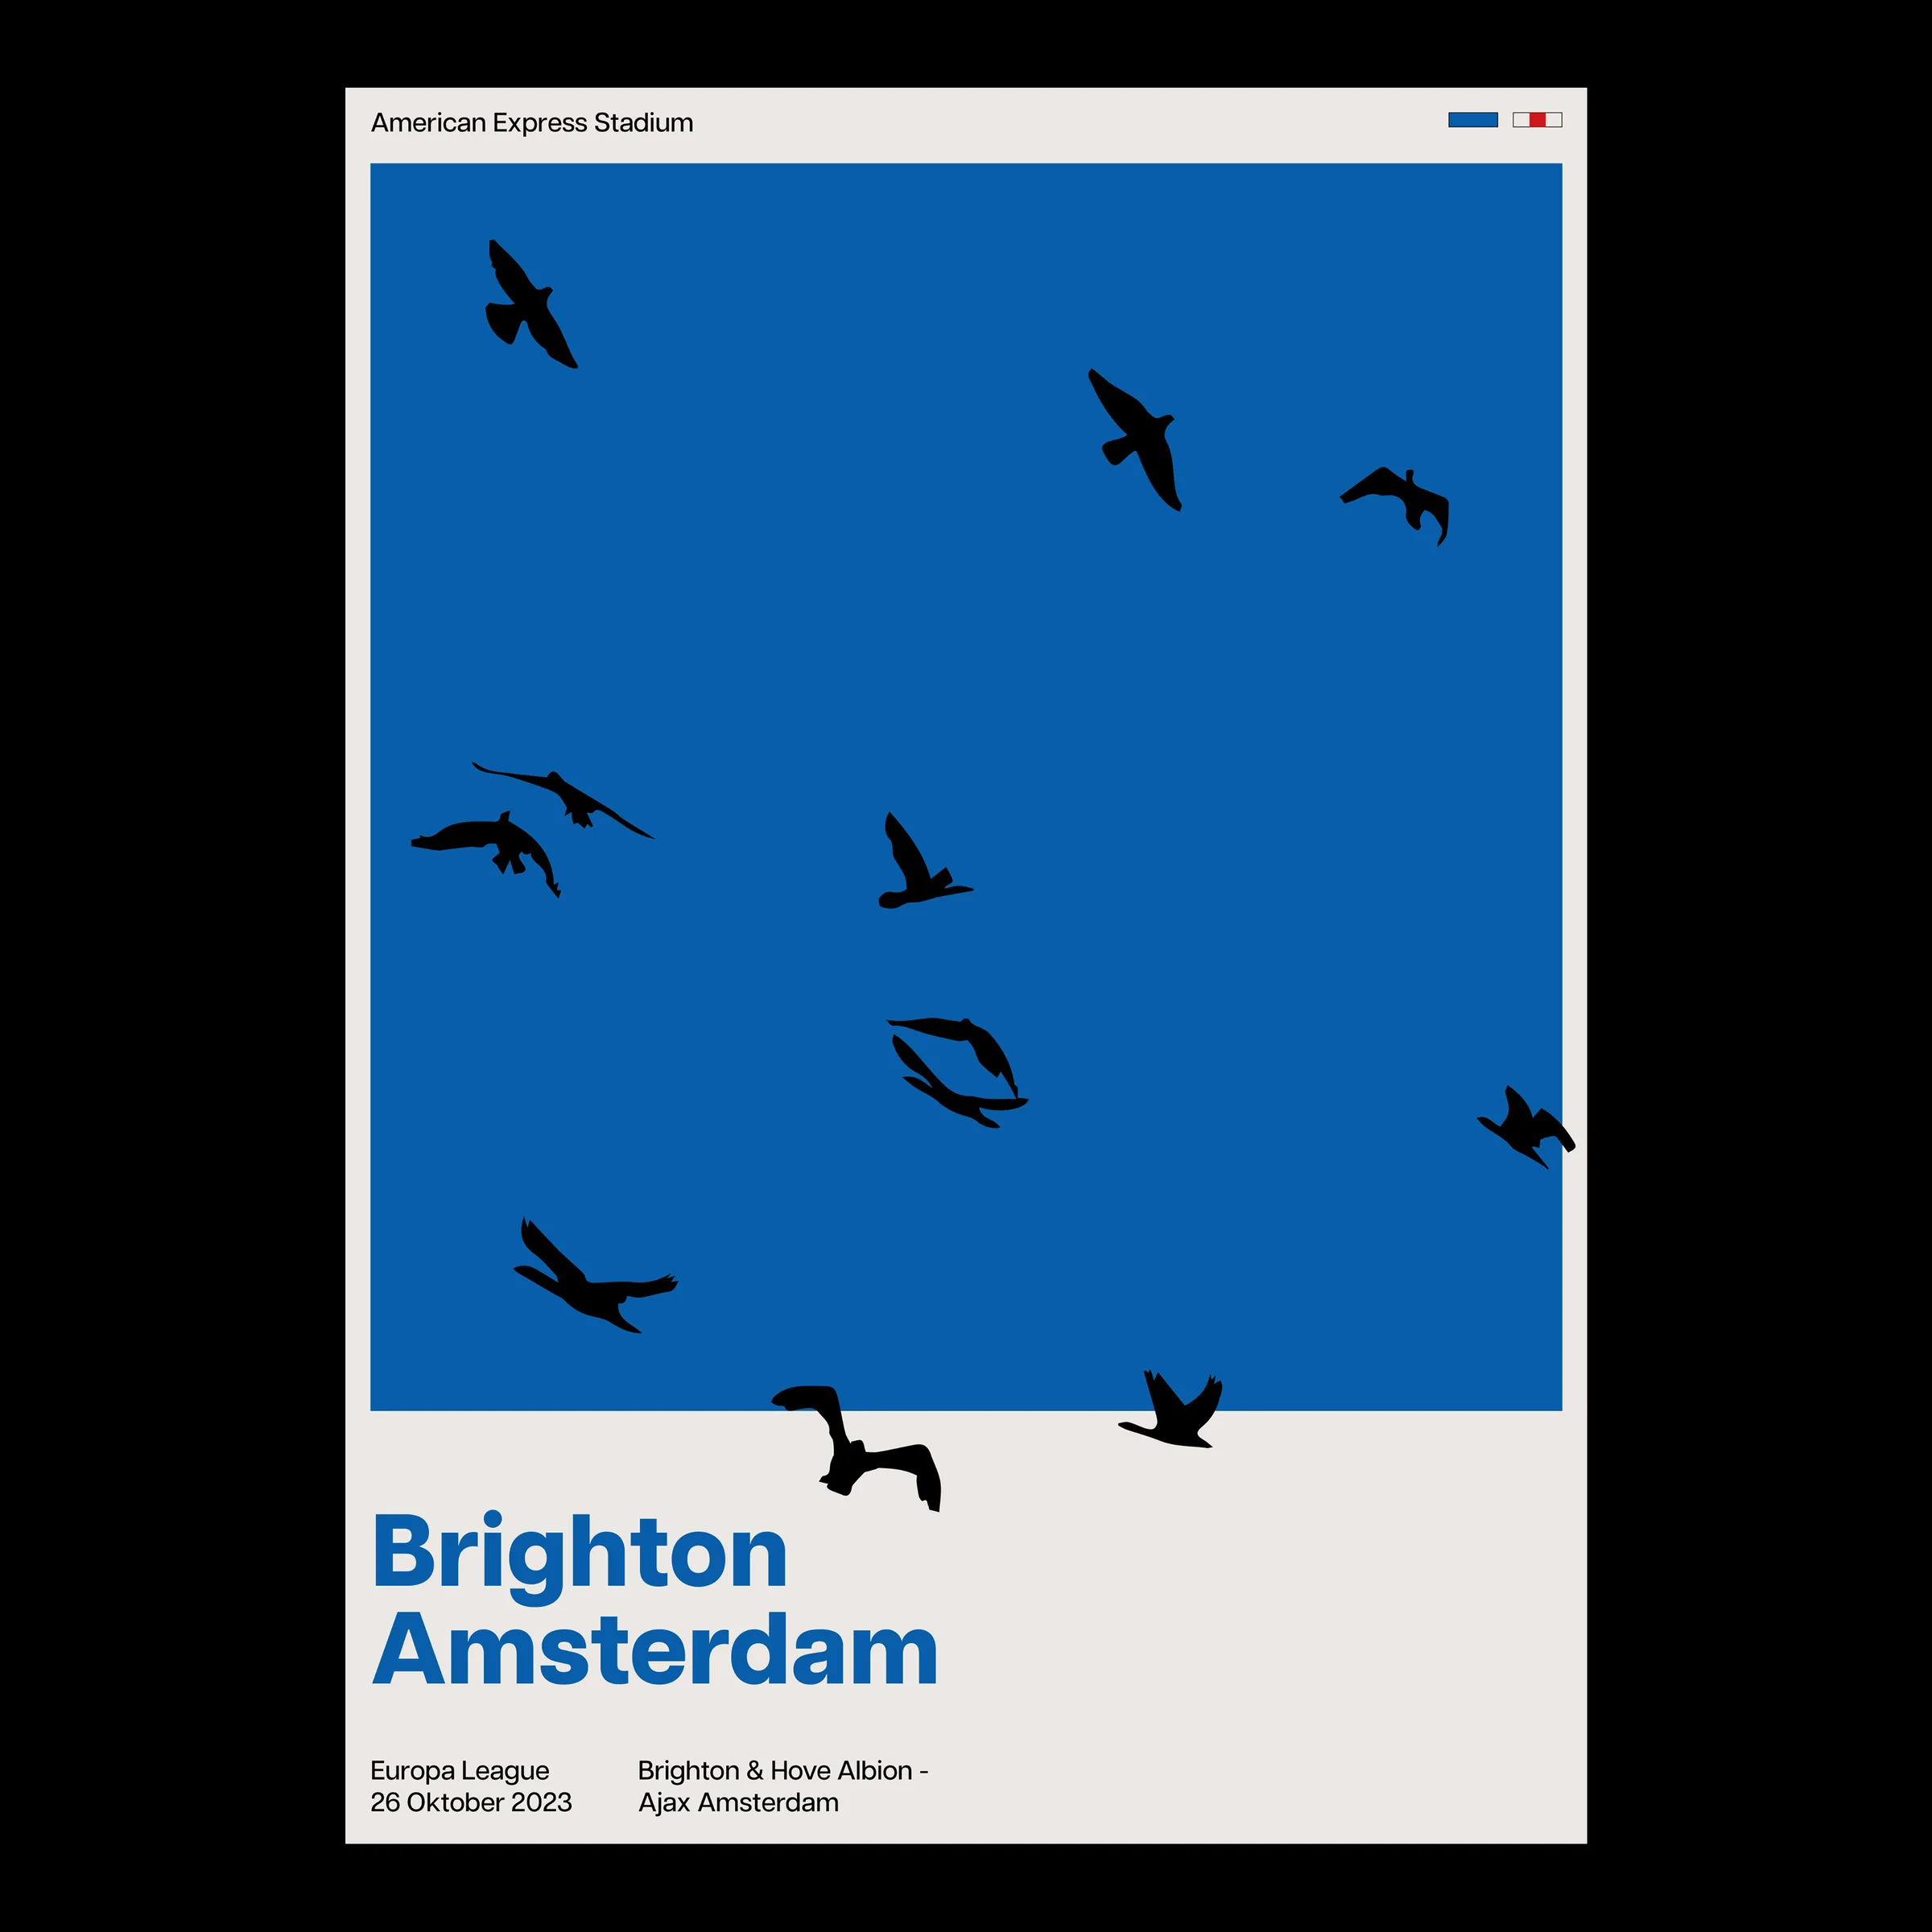 American Express Stadium
Brighton
Amsterdam
Europa League
26 Oktober 2023
Brighton & Hove Albion -
Ajax Amsterdam